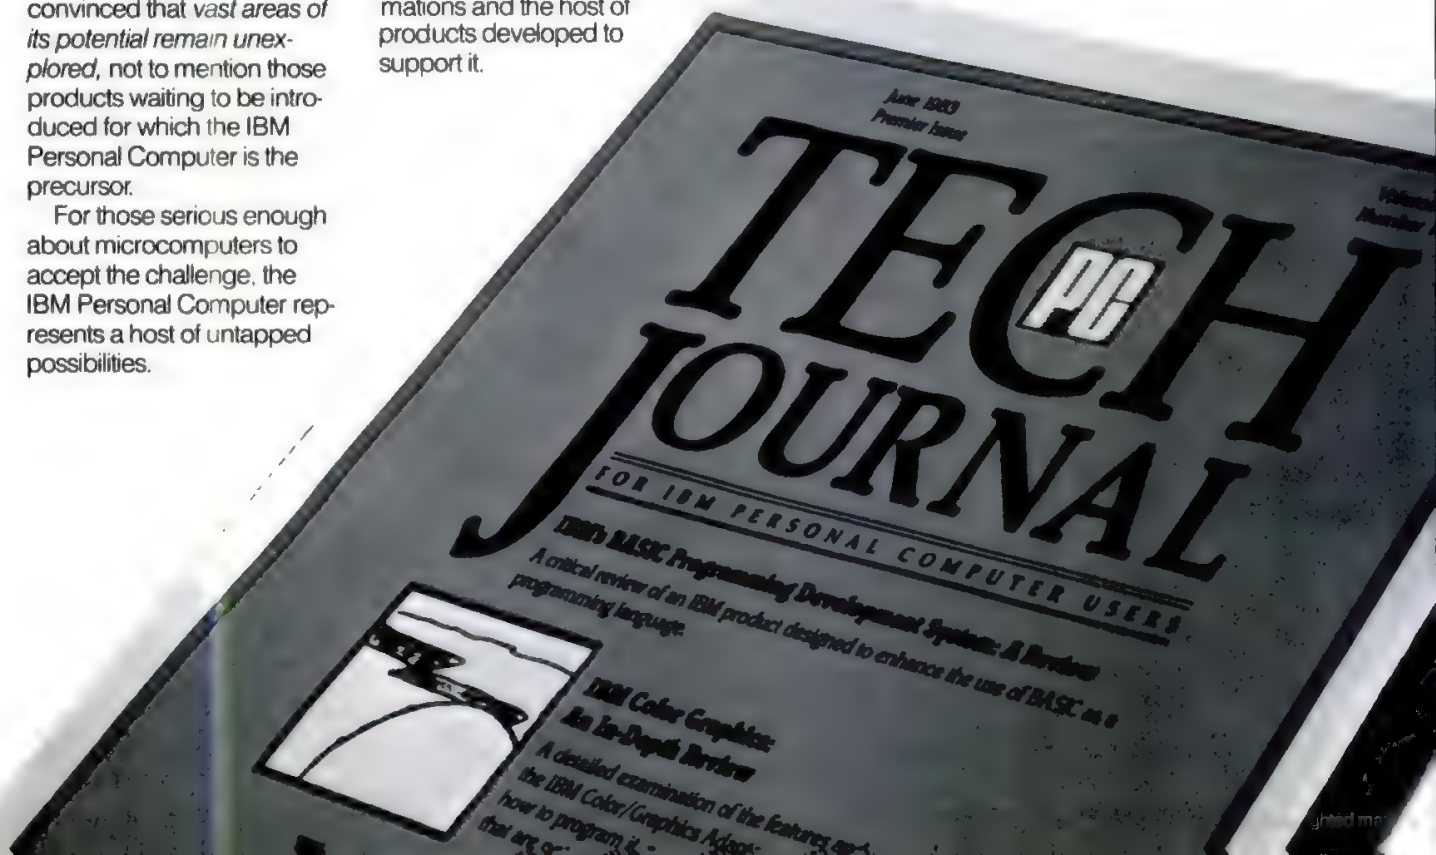 convinced that vast areas of
its potential remain unex-
plored, not to mention those
products waiting to be intro-
duced for which the IBM
Personal Computer is the
precursor.
For those serious enough
about microcomputers to
accept the challenge, the
IBM Personal Computer rep-
resents a host of untapped
possibilities.
mations and the host of
products developed to
support it.
June 1983
Premier Issue
Volume
Number 1
TECH
PC
JOURNAL
FOR IBM PERSONAL COMPUTER USERS
IBM's BASIC Programming Development System: A Review
A critical review of an IBM product designed to enhance the use of BASIC as a
programming language.
IBM Color Graphics:
An In-Depth Review
A detailed examination of the features and
the IBM Color/Graphics
how to program it,
that are